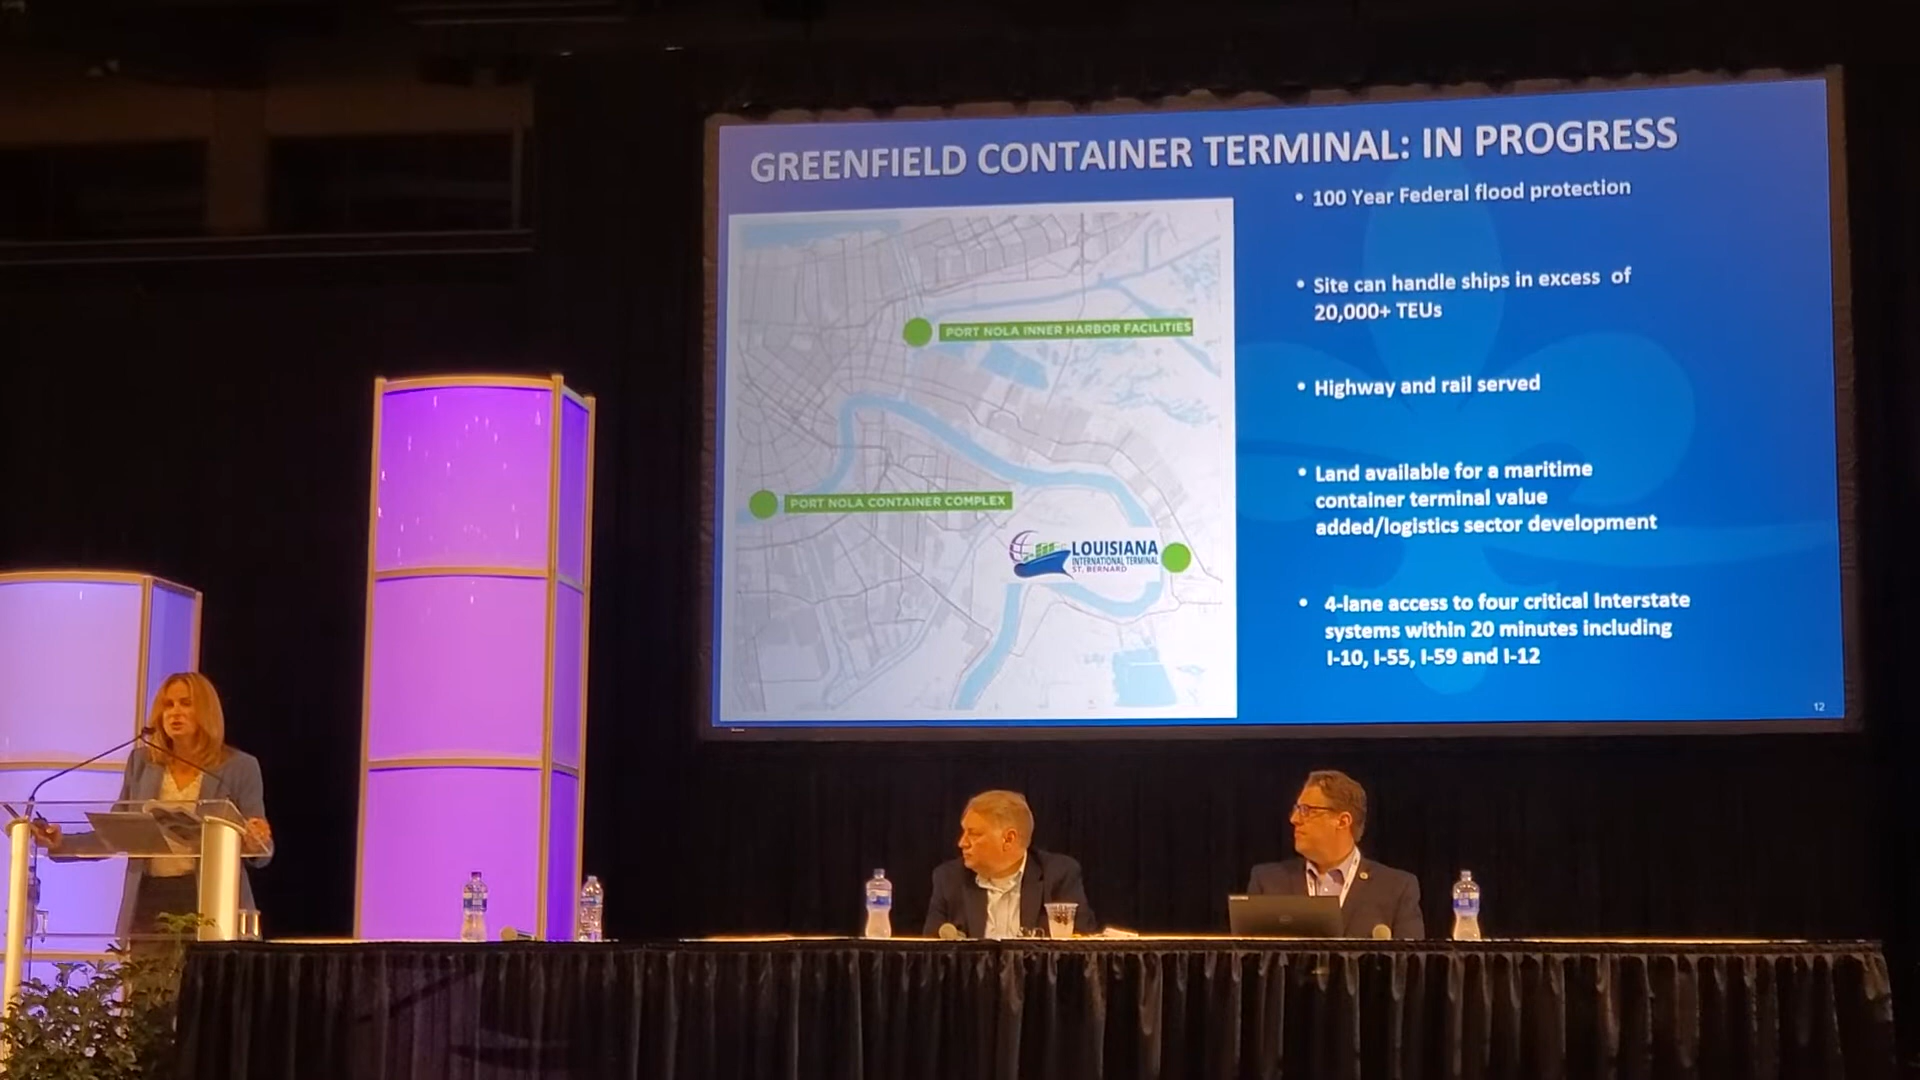 GREENFIELD CONTAINER TERMINAL: IN PROGRESS
• 100 Year Federal flood protection
• Site can handle ships in excess of
20,000+ TEUs
• Highway and rail served
• Land available for a maritime
container terminal value
added/logistics sector development
• 4-lane access to four critical Interstate
systems within 20 minutes including
I-10, I-55, I-59 and I-12
PORT NOLA INNER HARBOR FACILITIES
PORT NOLA CONTAINER COMPLEX
LOUISIANA
INTERNATIONAL TERMINAL
ST. BERNARD
12